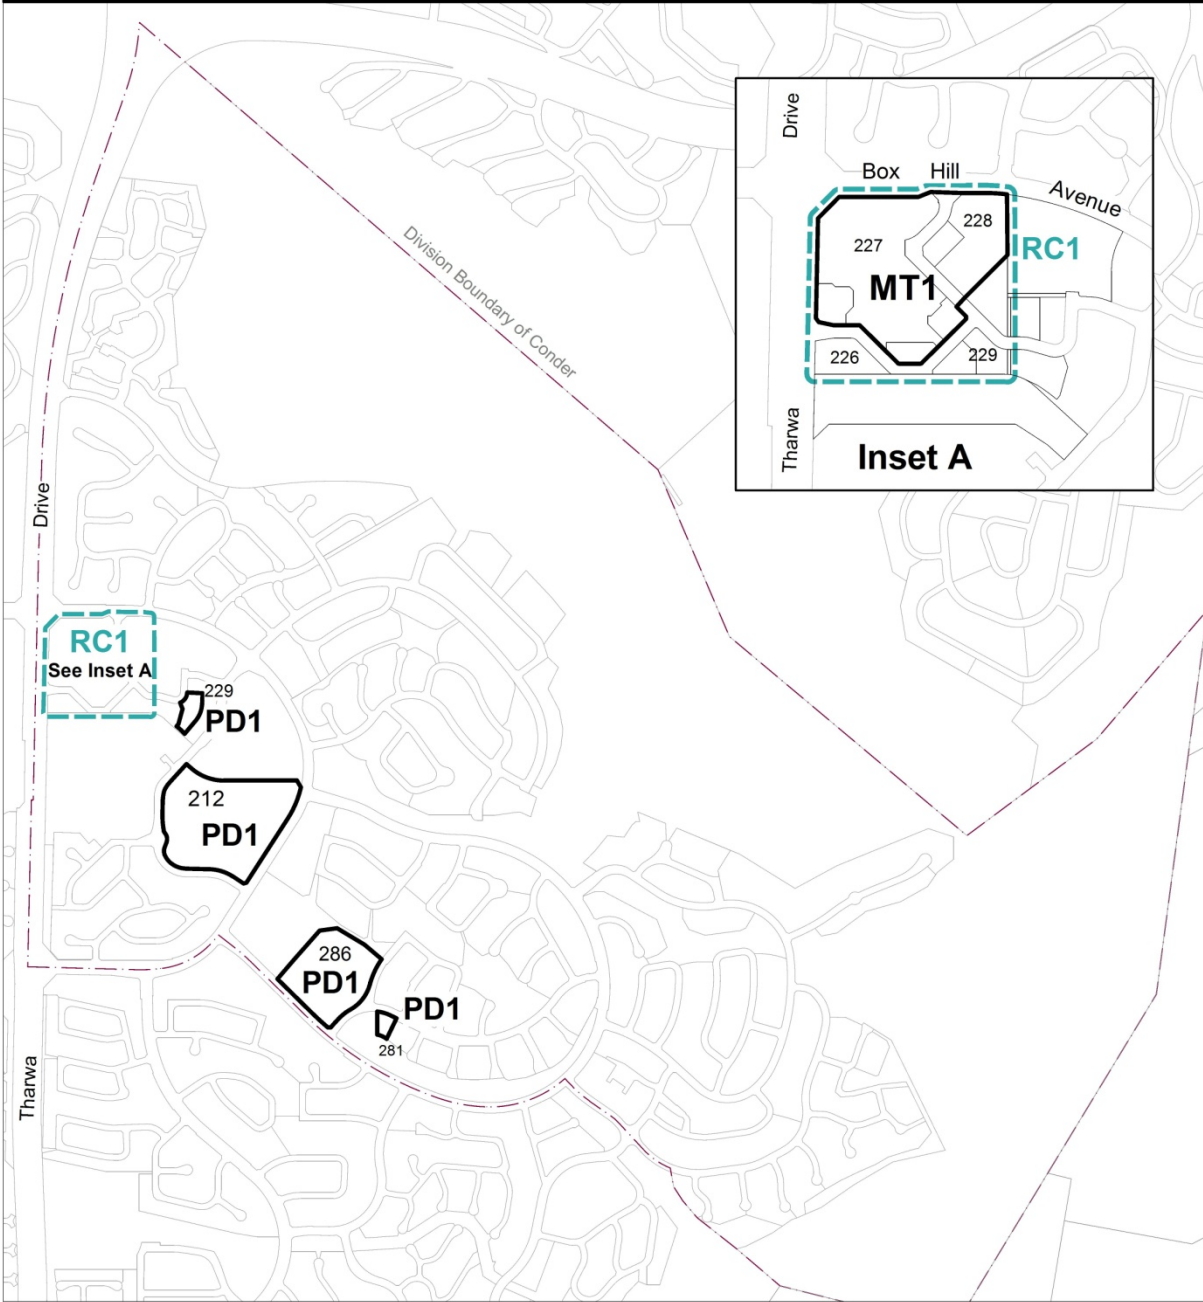 Drive
Box Hill
Avenue
228
227
RC1
MT1
226
229
Tharwa
Inset A
Division Boundary of Conder
Drive
RC1
See Inset A
229
PD1
212
PD1
286
PD1
PD1
281
Tharwa